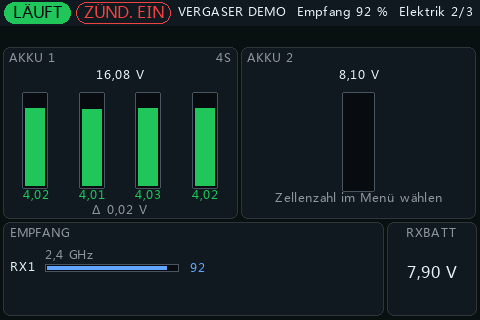 LÄUFT ZÜND. EIN VERGASER DEMO Empfang 92 % Elektrik 2/3
AKKU 1 4S
16,08 V
4,02 4,01 4,03 4,02
Δ 0,02 V
AKKU 2
8,10 V
Zellenzahl im Menü wählen
EMPFANG
2,4 GHz
RX1 92
RXBATT
7,90 V